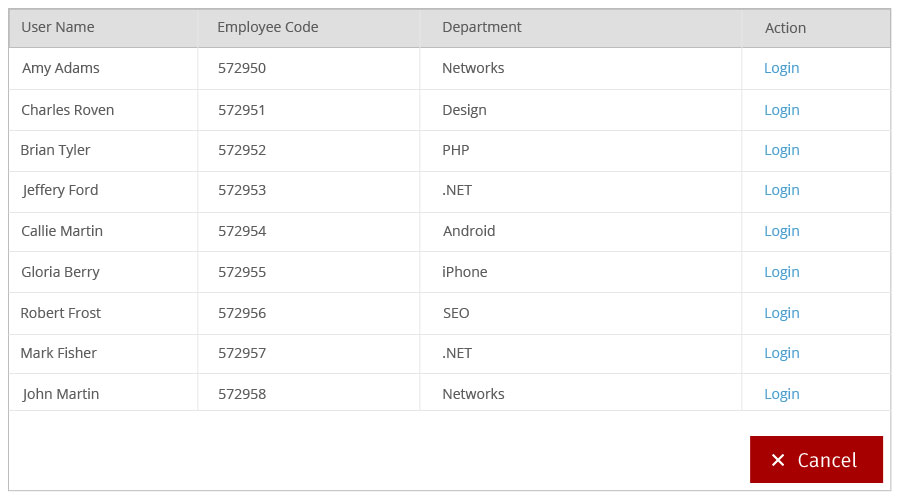 User Name Employee Code Department Action
Amy Adams 572950 Networks Login
Charles Roven 572951 Design Login
Brian Tyler 572952 PHP Login
Jeffery Ford 572953 .NET Login
Callie Martin 572954 Android Login
Gloria Berry 572955 iPhone Login
Robert Frost 572956 SEO Login
Mark Fisher 572957 .NET Login
John Martin 572958 Networks Login
Cancel